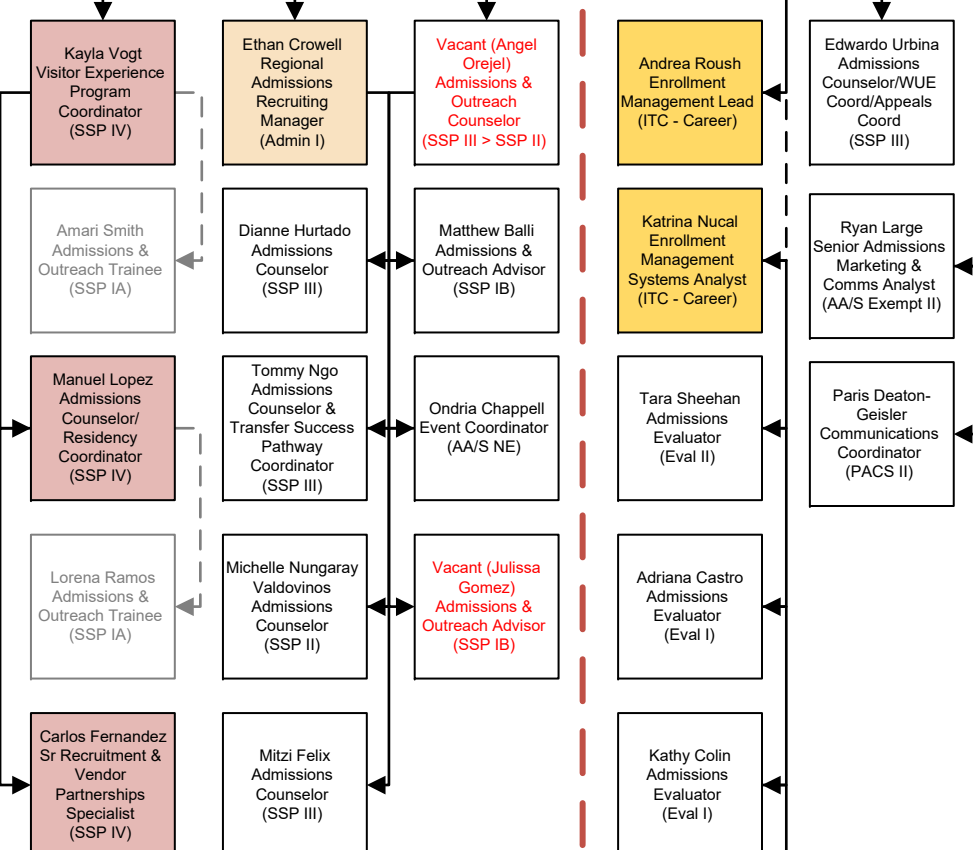 Kayla Vogt
Visitor Experience
Program
Coordinator
(SSP IV)
Amari Smith
Admissions &
Outreach Trainee
(SSP IA)
Manuel Lopez
Admissions
Counselor/
Residency
Coordinator
(SSP IV)
Lorena Ramos
Admissions &
Outreach Trainee
(SSP IA)
Carlos Fernandez
Sr Recruitment &
Vendor
Partnerships
Specialist
(SSP IV)
Ethan Crowell
Regional
Admissions
Recruiting
Manager
(Admin I)
Dianne Hurtado
Admissions
Counselor
(SSP III)
Tommy Ngo
Admissions
Counselor &
Transfer Success
Pathway
Coordinator
(SSP III)
Michelle Nungaray
Valdovinos
Admissions
Counselor
(SSP II)
Mitzi Felix
Admissions
Counselor
(SSP III)
Vacant (Angel
Orejel)
Admissions &
Outreach
Counselor
(SSP III > SSP II)
Matthew Balli
Admissions &
Outreach Advisor
(SSP IB)
Ondria Chappell
Event Coordinator
(AA/S NE)
Vacant (Julissa
Gomez)
Admissions &
Outreach Advisor
(SSP IB)
Andrea Roush
Enrollment
Management Lead
(ITC - Career)
Katrina Nucal
Enrollment
Management
Systems Analyst
(ITC - Career)
Tara Sheehan
Admissions
Evaluator
(Eval II)
Adriana Castro
Admissions
Evaluator
(Eval I)
Kathy Colin
Admissions
Evaluator
(Eval I)
Edwardo Urbina
Admissions
Counselor/WUE
Coord/Appeals
Coord
(SSP III)
Ryan Large
Senior Admissions
Marketing &
Comms Analyst
(AA/S Exempt II)
Paris Deaton-
Geisler
Communications
Coordinator
(PACS II)